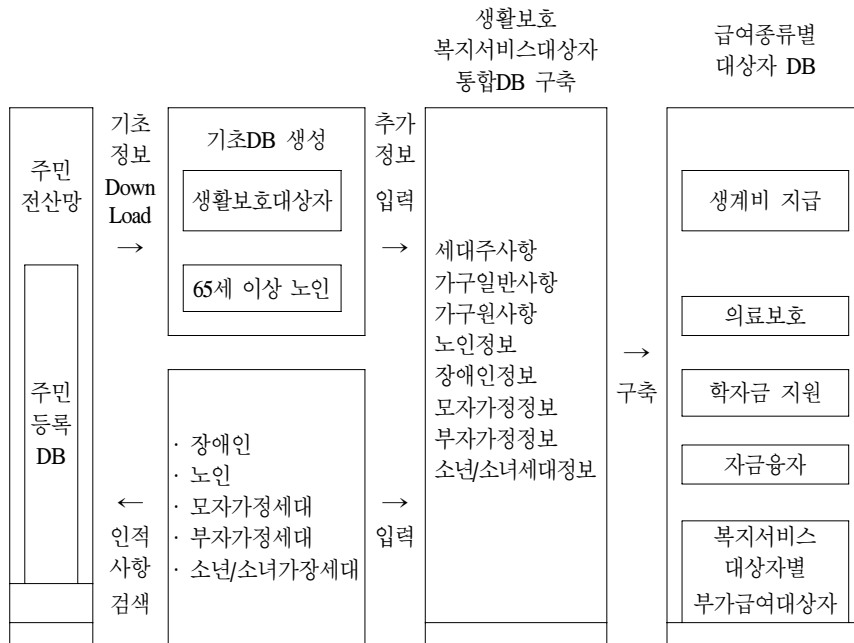 생활보호
복지서비스대상자
통합DB 구축
급여종류별
대상자 DB
주민
전산망
주민
등록
DB
기초
정보
Down
Load
→
←
인적
사항
검색
기초DB 생성
생활보호대상자
65세 이상 노인
· 장애인
· 노인
· 모자가정세대
· 부자가정세대
· 소년/소녀가장세대
추가
정보
입력
→
→
입력
세대주사항
가구일반사항
가구원사항
노인정보
장애인정보
모자가정정보
부자가정정보
소년/소녀세대정보
→
구축
생계비 지급
의료보호
학자금 지원
자금융자
복지서비스
대상자별
부가급여대상자